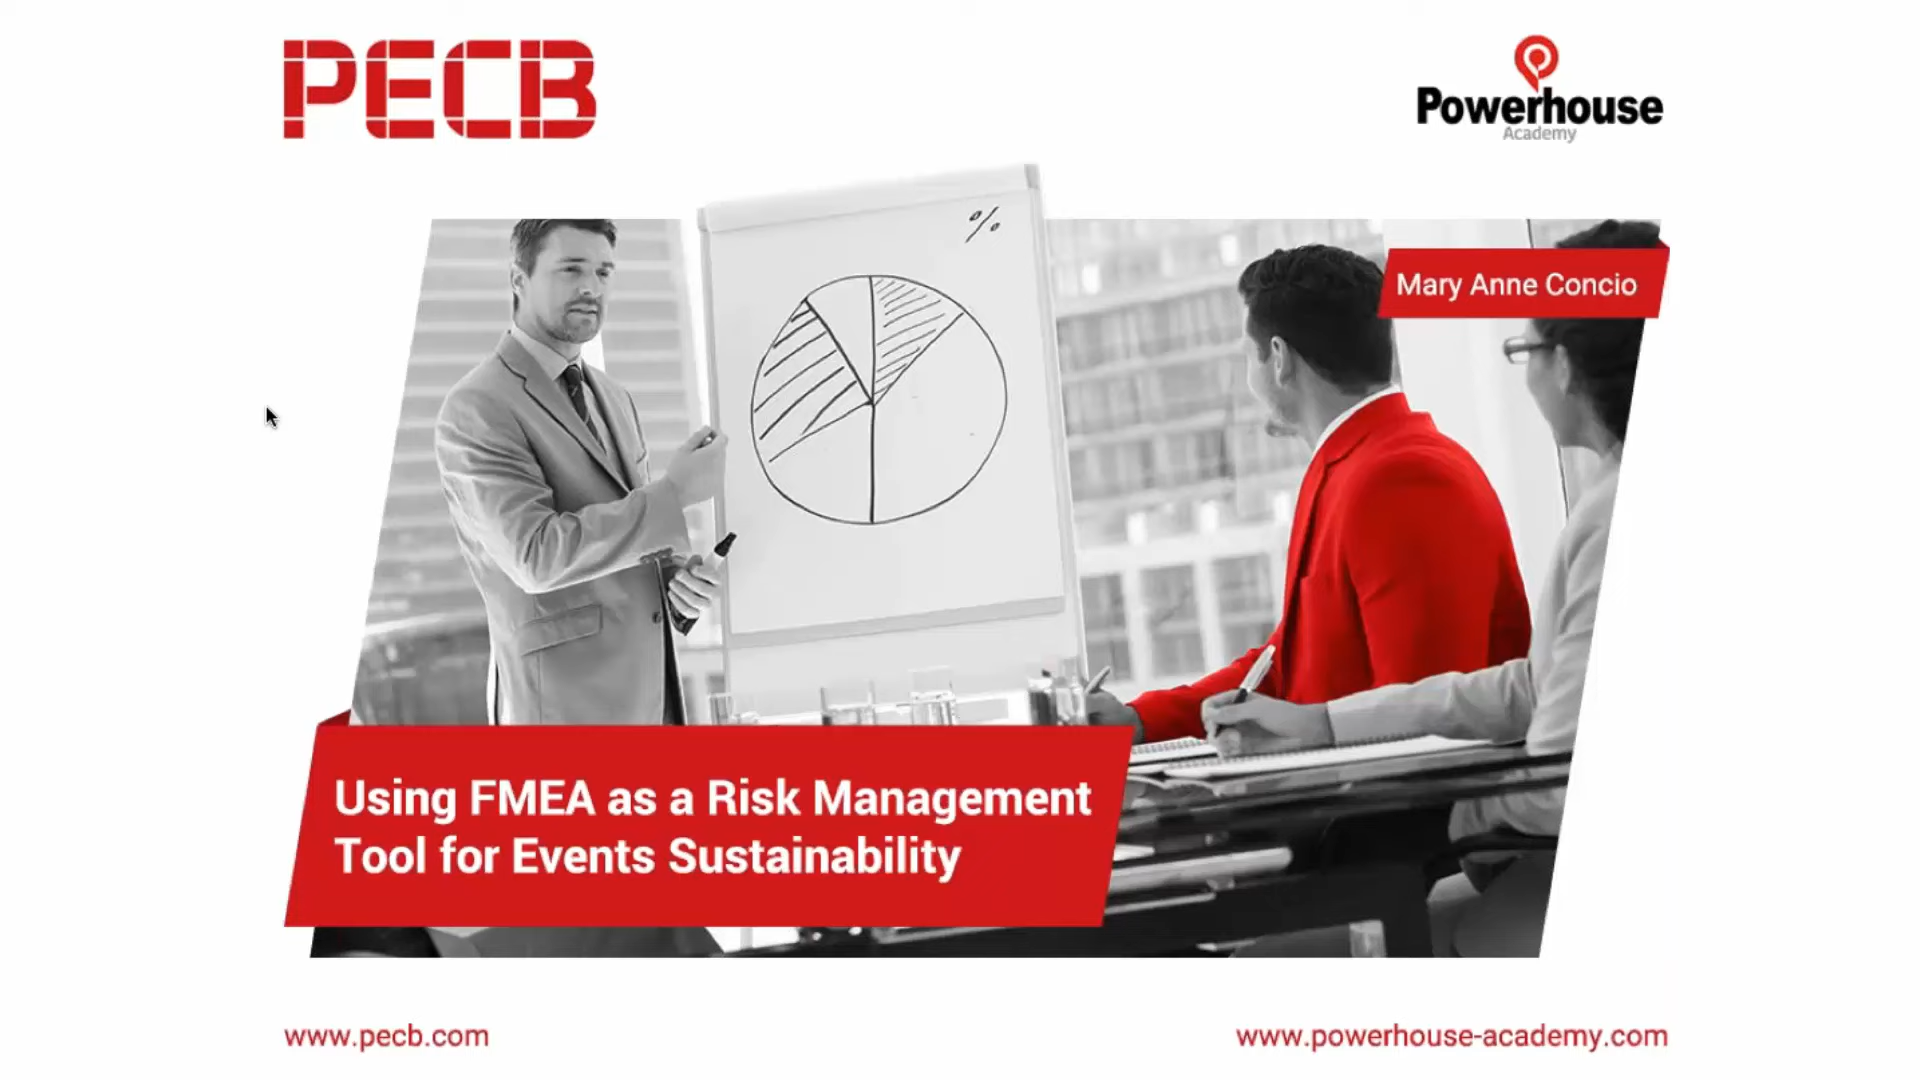 PECB
Powerhouse
Academy
%
Mary Anne Concio
Using FMEA as a Risk Management
Tool for Events Sustainability
www.pecb.com
www.powerhouse-academy.com